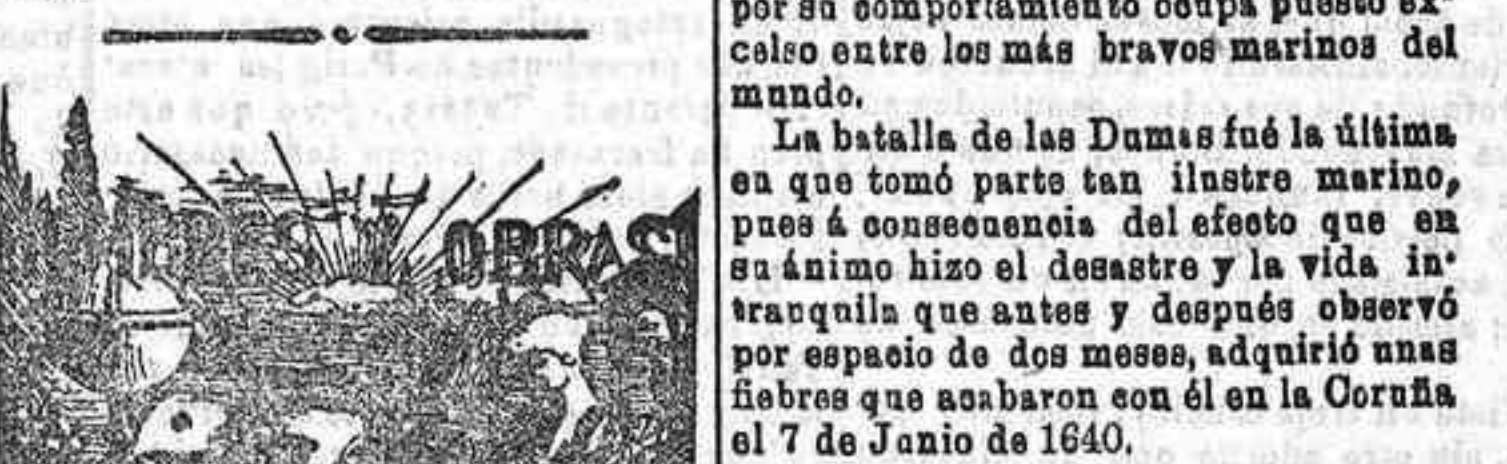 OBRAS
por su comportamiento ocupa puesto ex-
celso entre los más bravos marinos del
mundo.
La batalla de las Dumas fué la última
en que tomó parte tan ilustre marino,
pues á consecuencia del efecto que en
su ánimo hizo el desastre y la vida in-
tranquila que antes y después observó
por espacio de dos meses, adquirió unas
fiebres que acabaron con él en la Coruña
el 7 de Junio de 1640.